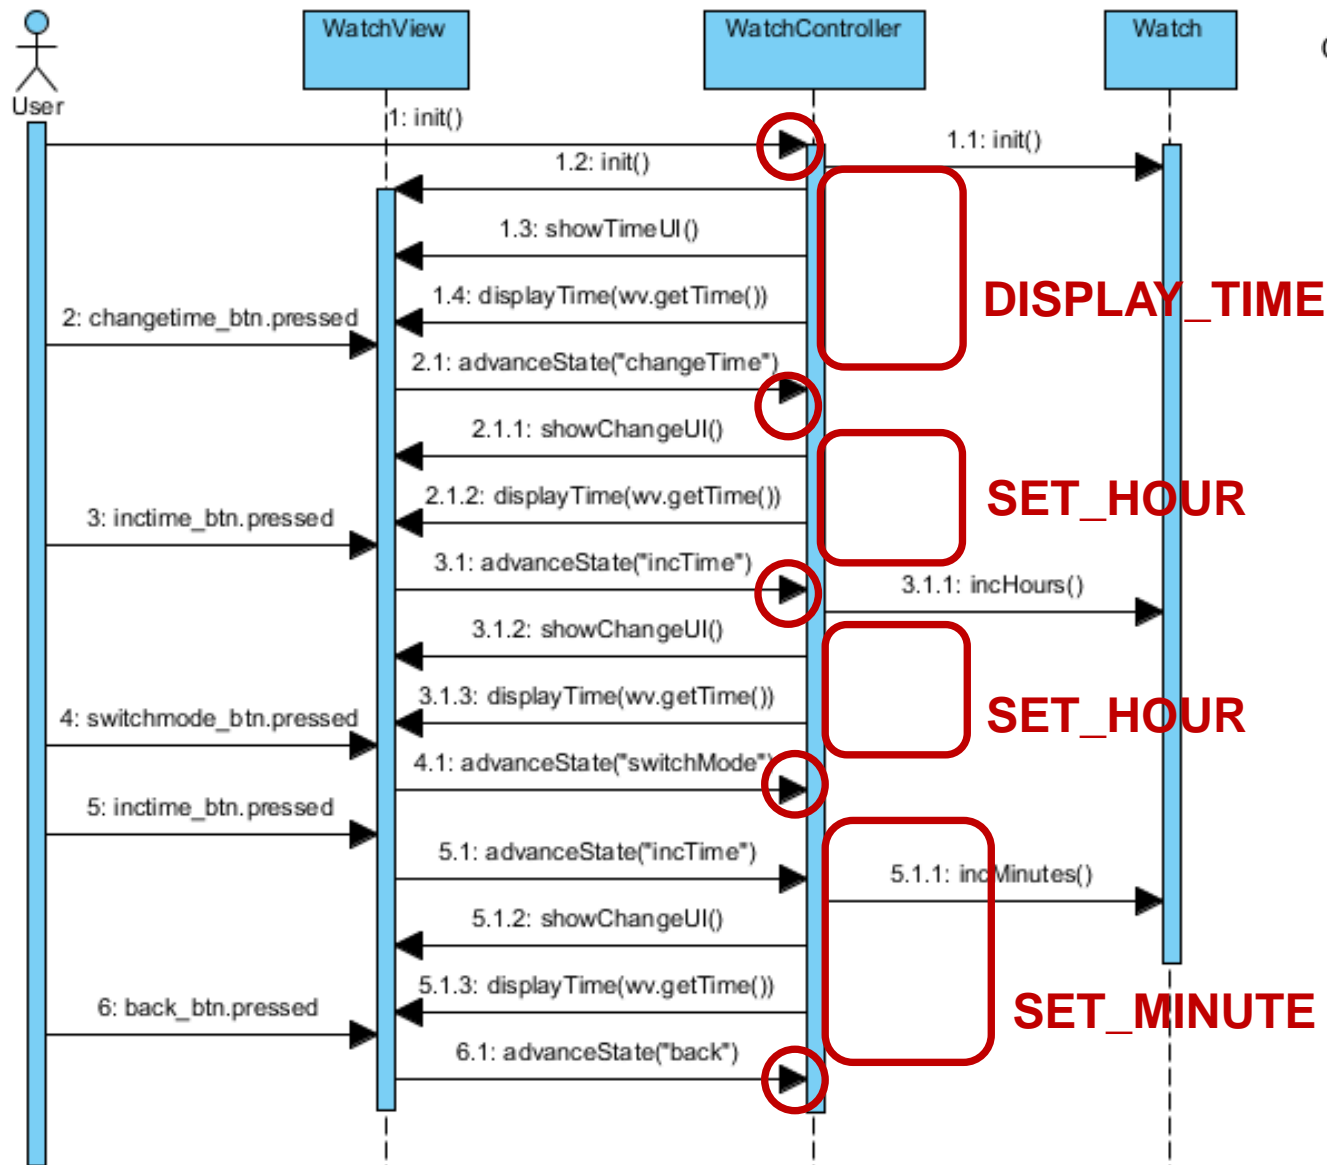 WatchView
WatchController
Watch
User
1: init()
1.1: init()
1.2: init()
1.3: showTimeUI()
1.4: displayTime(wv.getTime())
DISPLAY_TIME
2: changetime_btn.pressed
2.1: advanceState("changeTime")
2.1.1: showChangeUI()
2.1.2: displayTime(wv.getTime())
SET_HOUR
3: inctime_btn.pressed
3.1: advanceState("incTime")
3.1.1: incHours()
3.1.2: showChangeUI()
3.1.3: displayTime(wv.getTime())
SET_HOUR
4: switchmode_btn.pressed
4.1: advanceState("switchMode")
5: inctime_btn.pressed
5.1: advanceState("incTime")
5.1.1: incMinutes()
5.1.2: showChangeUI()
5.1.3: displayTime(wv.getTime())
SET_MINUTE
6: back_btn.pressed
6.1: advanceState("back")